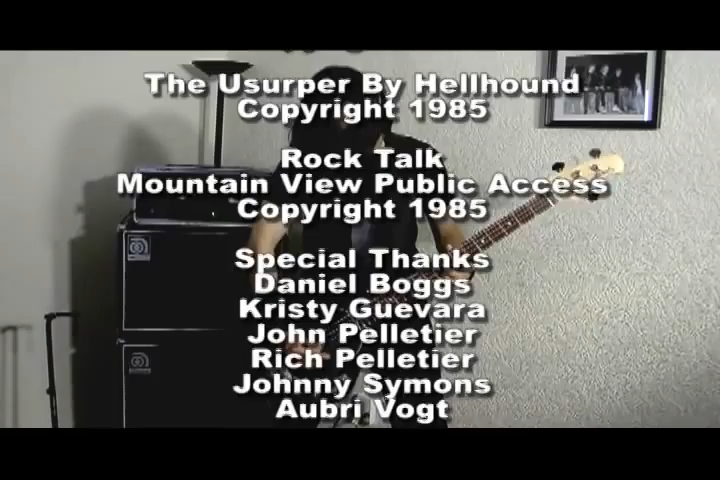 The Usurper By Hellhound
Copyright 1985
Rock Talk
Mountain View Public Access
Copyright 1985
Special Thanks
Daniel Boggs
Kristy Guevara
John Pelletier
Rich Pelletier
Johnny Symons
Aubri Vogt